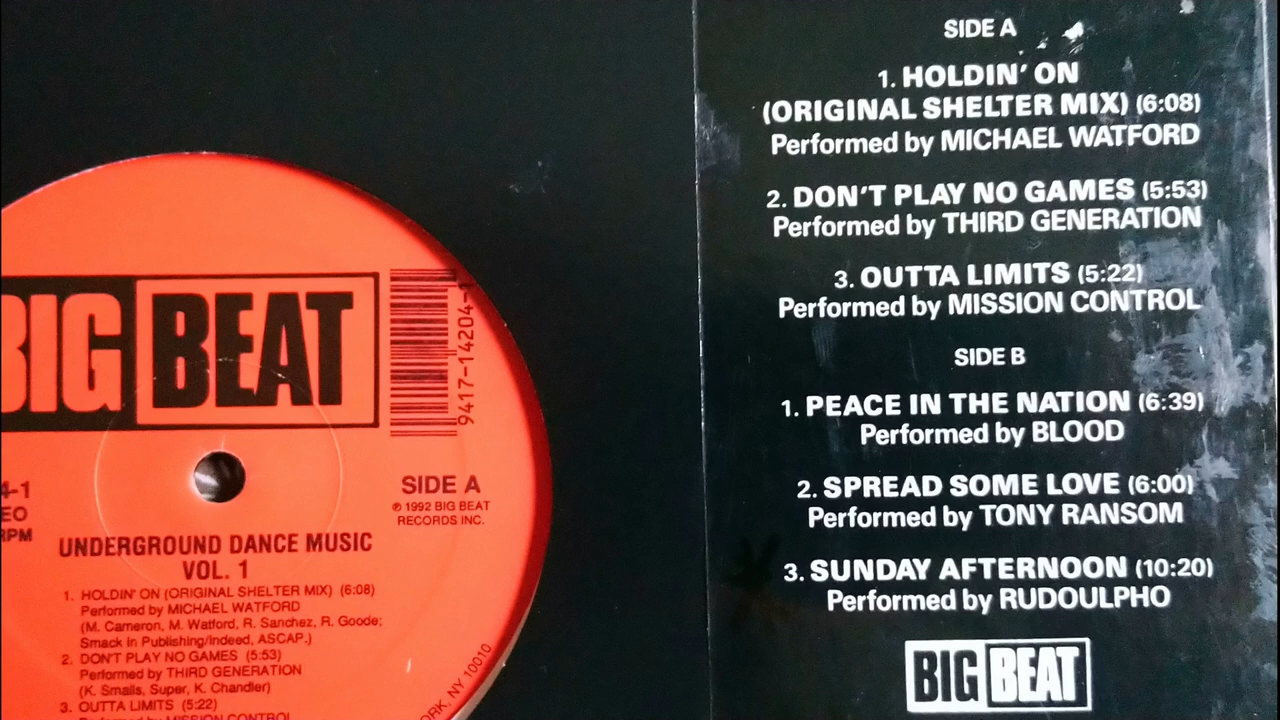 BIG BEAT
9417-14204-1
4-1
EO
RPM
SIDE A
℗ 1992 BIG BEAT
RECORDS INC.
UNDERGROUND DANCE MUSIC
VOL. 1
1. HOLDIN' ON (ORIGINAL SHELTER MIX) (6:08)
Performed by MICHAEL WATFORD
(M. Cameron, M. Watford, R. Sanchez, R. Goode;
Smack in Publishing/Indeed, ASCAP.)
2. DON'T PLAY NO GAMES (5:53)
Performed by THIRD GENERATION
(K. Smalls, Super, K. Chandler)
3. OUTTA LIMITS (5:22)
Performed by MISSION CONTROL
ORK, NY 10010
SIDE A
1. HOLDIN' ON
(ORIGINAL SHELTER MIX) (6:08)
Performed by MICHAEL WATFORD
2. DON'T PLAY NO GAMES (5:53)
Performed by THIRD GENERATION
3. OUTTA LIMITS (5:22)
Performed by MISSION CONTROL
SIDE B
1. PEACE IN THE NATION (6:39)
Performed by BLOOD
2. SPREAD SOME LOVE (6:00)
Performed by TONY RANSOM
3. SUNDAY AFTERNOON (10:20)
Performed by RUDOULPHO
BIG BEAT